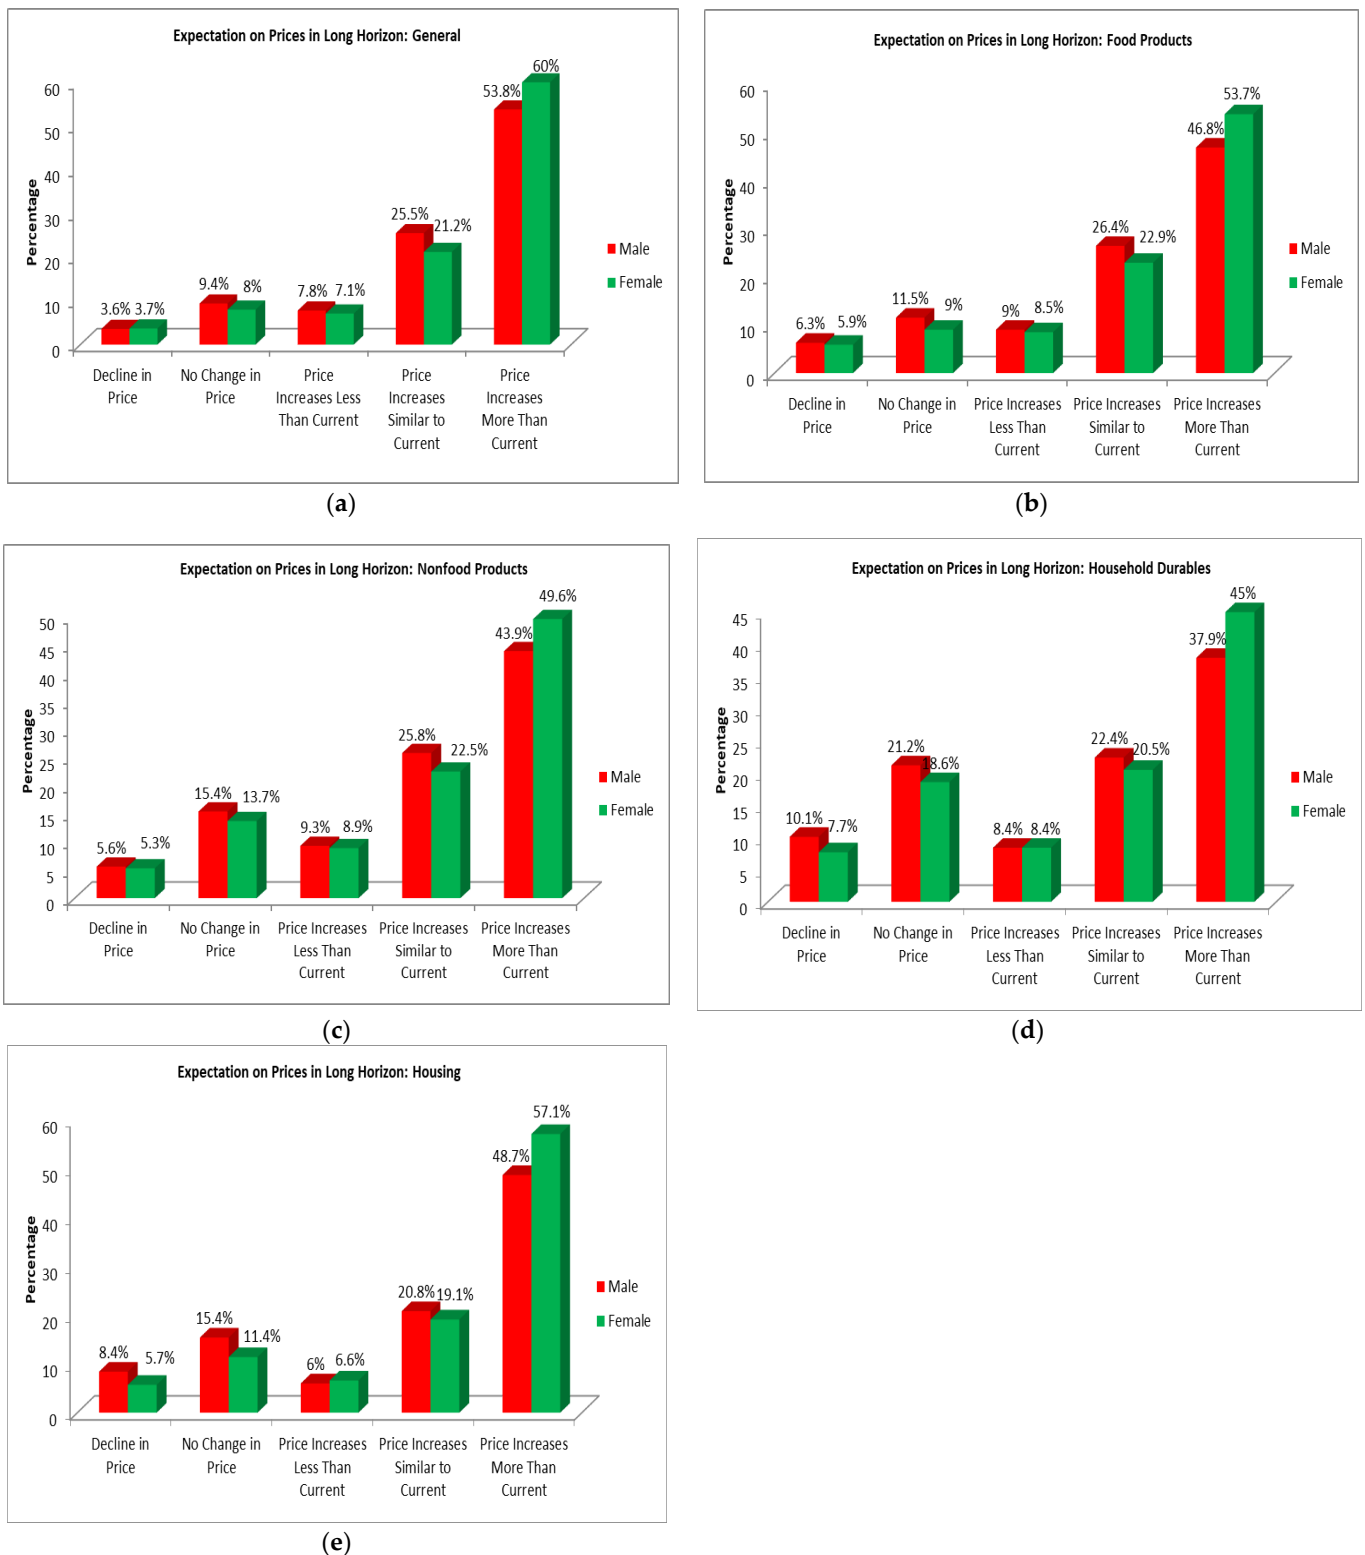 Expectation on Prices in Long Horizon: General
Percentage
60
50
40
30
20
10
0
3.6% 3.7%
9.4% 8%
7.8% 7.1%
25.5% 21.2%
53.8% 60%
Decline in
Price
No Change in
Price
Price
Increases Less
Than Current
Price
Increases
Similar to
Current
Price
Increases
More Than
Current
Male
Female
(a)
Expectation on Prices in Long Horizon: Food Products
Percentage
60
50
40
30
20
10
0
6.3% 5.9%
11.5% 9%
9% 8.5%
26.4% 22.9%
46.8% 53.7%
Decline in
Price
No Change in
Price
Price Increases
Less Than
Current
Price Increases
Similar to
Current
Price Increases
More Than
Current
Male
Female
(b)
Expectation on Prices in Long Horizon: Nonfood Products
Percentage
50
45
40
35
30
25
20
15
10
5
0
5.6% 5.3%
15.4% 13.7%
9.3% 8.9%
25.8% 22.5%
43.9% 49.6%
Decline in
Price
No Change in
Price
Price Increases
Less Than
Current
Price Increases
Similar to
Current
Price Increases
More Than
Current
Male
Female
(c)
Expectation on Prices in Long Horizon: Household Durables
Percentage
45
40
35
30
25
20
15
10
5
0
10.1% 7.7%
21.2% 18.6%
8.4% 8.4%
22.4% 20.5%
37.9% 45%
Decline in
Price
No Change in
Price
Price Increases
Less Than
Current
Price Increases
Similar to
Current
Price Increases
More Than
Current
Male
Female
(d)
Expectation on Prices in Long Horizon: Housing
Percentage
60
50
40
30
20
10
0
8.4% 5.7%
15.4% 11.4%
6% 6.6%
20.8% 19.1%
48.7% 57.1%
Decline in
Price
No Change in
Price
Price Increases
Less Than
Current
Price Increases
Similar to
Current
Price Increases
More Than
Current
Male
Female
(e)